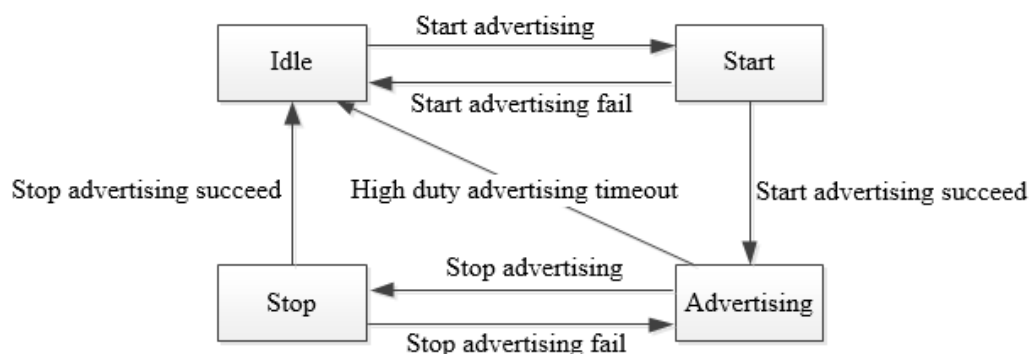 Start advertising
Idle
Start
Start advertising fail
Stop advertising succeed
High duty advertising timeout
Start advertising succeed
Stop advertising
Stop
Advertising
Stop advertising fail